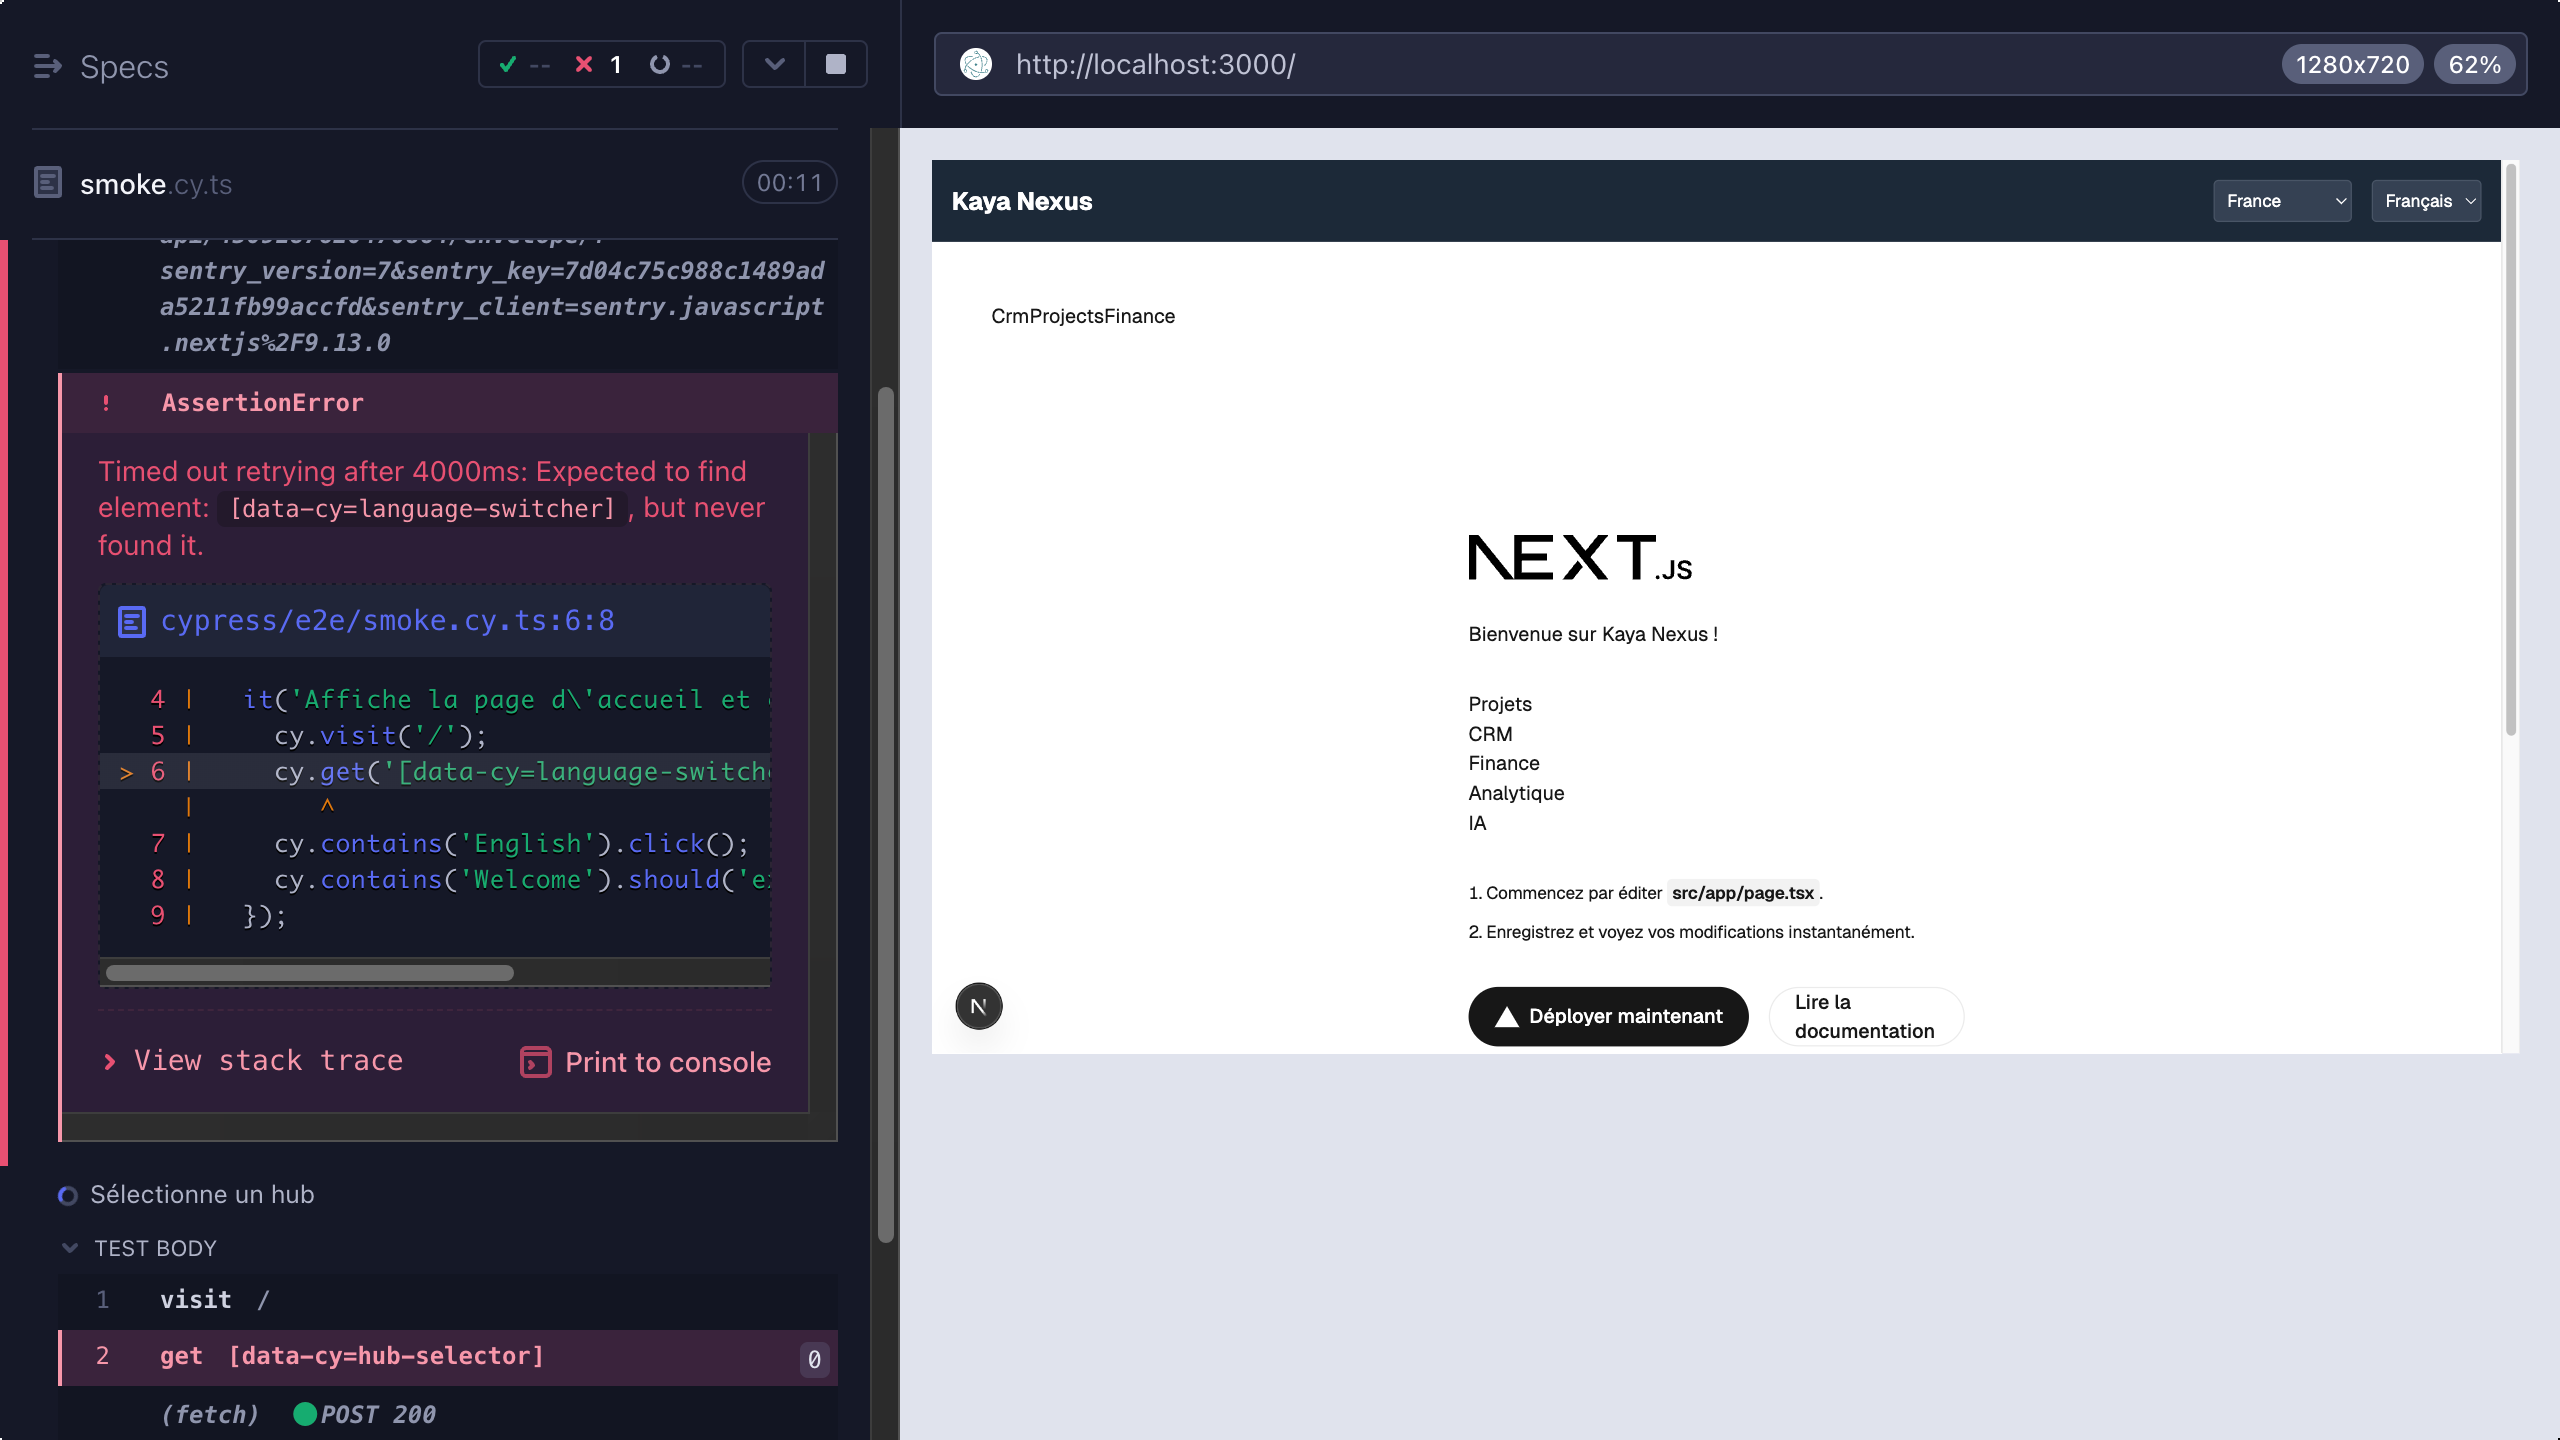 Specs
-- 1 --
smoke.cy.ts
00:11
sentry_version=7&sentry_key=7d04c75c988c1489ad
a5211fb99accfd&sentry_client=sentry.javascript
.nextjs%2F9.13.0
! AssertionError
Timed out retrying after 4000ms: Expected to find
element: [data-cy=language-switcher] , but never
found it.
cypress/e2e/smoke.cy.ts:6:8
4 | it('Affiche la page d\'accueil et
5 | cy.visit('/');
> 6 | cy.get('[data-cy=language-switch
| ^
7 | cy.contains('English').click();
8 | cy.contains('Welcome').should('e
9 | });
View stack trace
Print to console
Sélectionne un hub
TEST BODY
1 visit /
2 get [data-cy=hub-selector] 0
(fetch) POST 200
http://localhost:3000/
1280x720
62%
Kaya Nexus
France
Français
CrmProjectsFinance
NEXT.JS
Bienvenue sur Kaya Nexus !
Projets
CRM
Finance
Analytique
IA
1. Commencez par éditer src/app/page.tsx .
2. Enregistrez et voyez vos modifications instantanément.
N
Déployer maintenant
Lire la
documentation